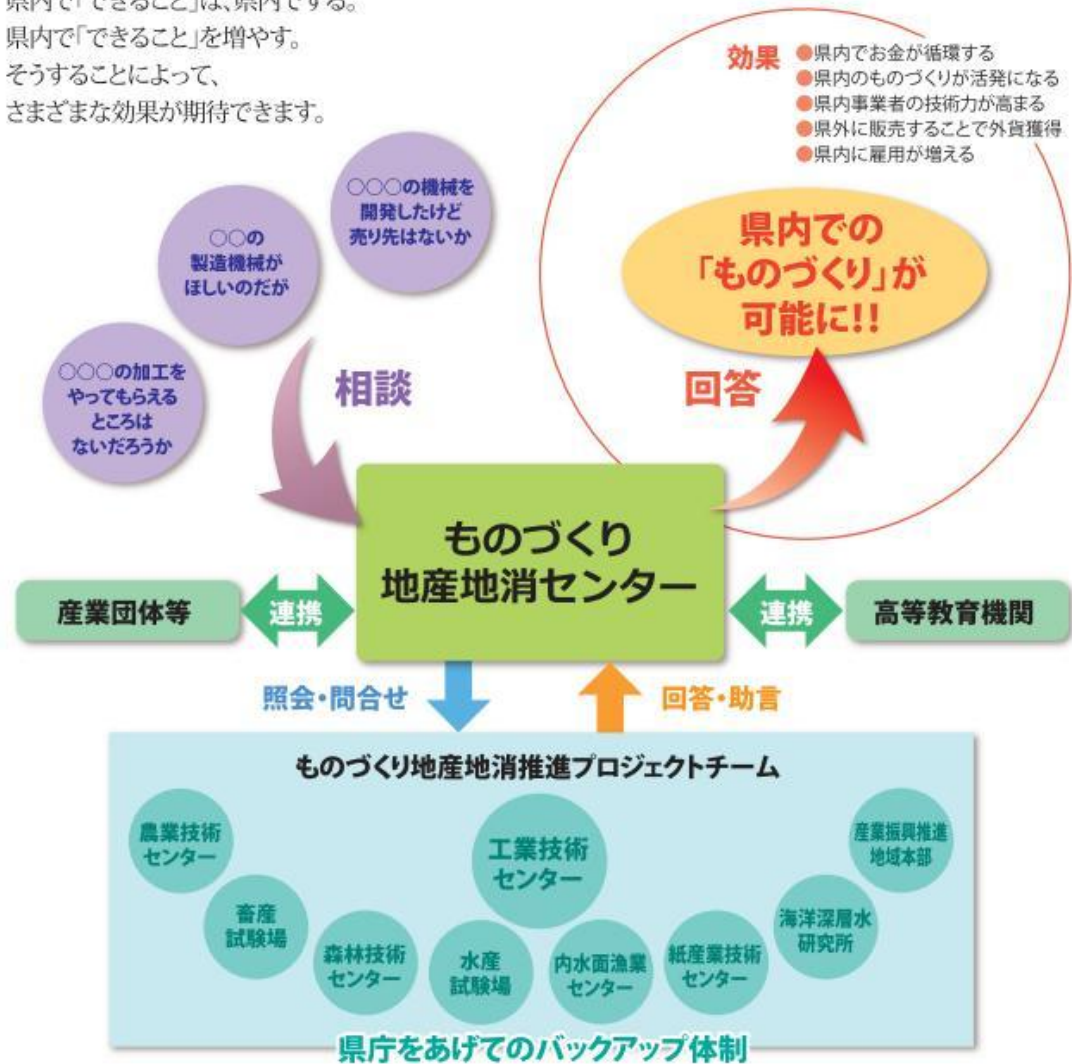 県内で「できること」は、県内でする。
県内で「できること」を増やす。
そうすることによって、
さまざまな効果が期待できます。
効果
●県内でお金が循環する
●県内のものづくりが活発になる
●県内事業者の技術力が高まる
●県外に販売することで外貨獲得
●県内に雇用が増える
○○○の機械を
開発したけど
売り先はないか
○○の
製造機械が
ほしいのだが
○○○の加工を
やってもらえる
ところは
ないだろうか
県内での
「ものづくり」が
可能に!!
相談
回答
ものづくり
地産地消センター
産業団体等
連携
連携
高等教育機関
照会・問合せ
回答・助言
ものづくり地産地消推進プロジェクトチーム
農業技術
センター
畜産
試験場
森林技術
センター
水産
試験場
工業技術
センター
内水面漁業
センター
紙産業技術
センター
海洋深層水
研究所
産業振興推進
地域本部
県庁をあげてのバックアップ体制